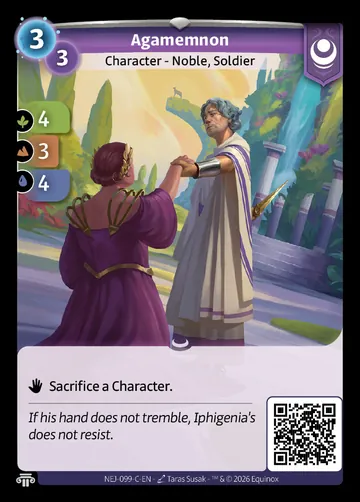 3
Agamemnon
3
Character - Noble, Soldier
4
3
4
Sacrifice a Character.
If his hand does not tremble, Iphigenia's
does not resist.
NEJ-099-C-EN - Taras Susak - ™ & © 2026 Equinox